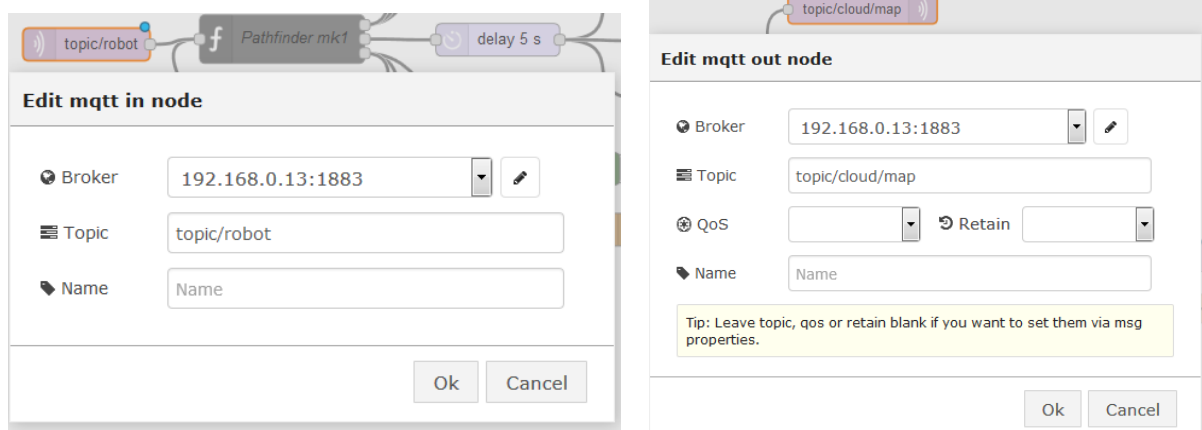 topic/robot
Pathfinder mk1
delay 5 s
Edit mqtt in node
Broker
192.168.0.13:1883
Topic
topic/robot
Name
Name
Ok Cancel
topic/cloud/map
Edit mqtt out node
Broker
192.168.0.13:1883
Topic
topic/cloud/map
QoS
Retain
Name
Name
Tip: Leave topic, qos or retain blank if you want to set them via msg
properties.
Ok Cancel